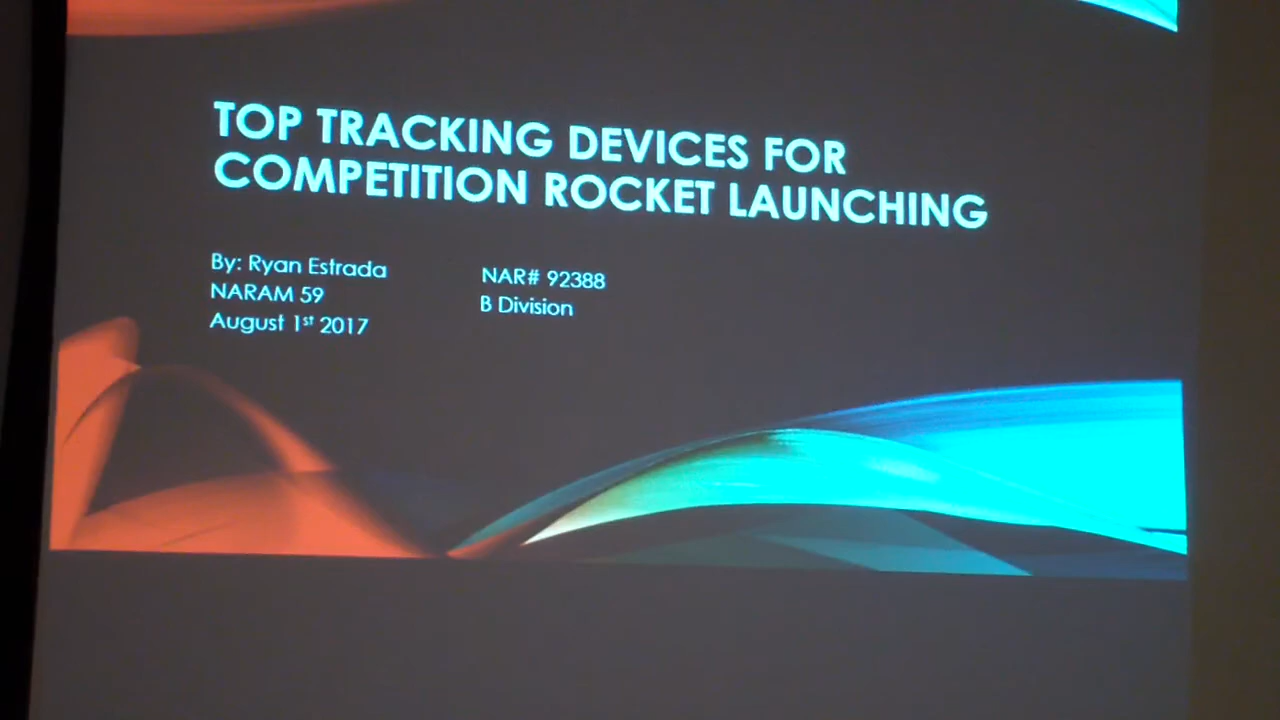 TOP TRACKING DEVICES FOR
COMPETITION ROCKET LAUNCHING
By: Ryan Estrada
NARAM 59
August 1st 2017
NAR# 92388
B Division